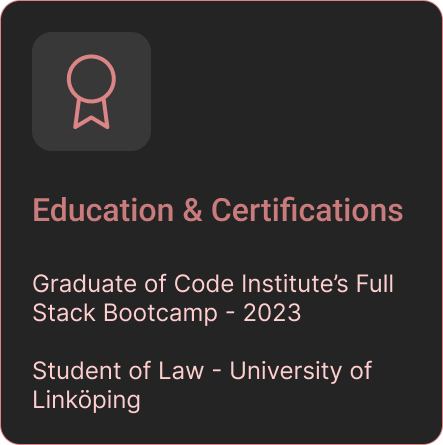 Education & Certifications
Graduate of Code Institute’s Full
Stack Bootcamp - 2023
Student of Law - University of
Linköping